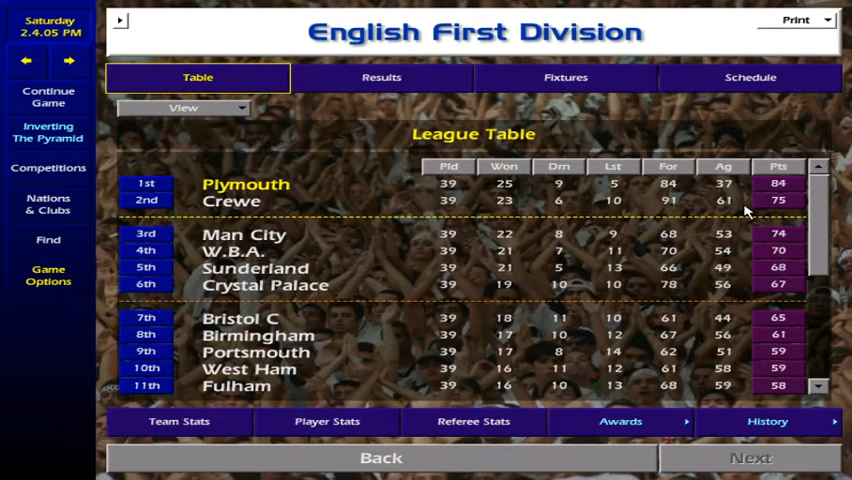 Saturday
2.4.05 PM
English First Division
Print
Table
Results
Fixtures
Schedule
Continue
Game
View
League Table
Inverting
The Pyramid
Pld Won Drn Lst For Ag Pts
Competitions
1st Plymouth 39 25 9 5 84 37 84
2nd Crewe 39 23 6 10 91 61 75
Nations
& Clubs
3rd Man City 39 22 8 9 68 53 74
Find
4th W.B.A. 39 21 7 11 70 54 70
Game
Options
5th Sunderland 39 21 5 13 66 49 68
6th Crystal Palace 39 19 10 10 78 56 67
7th Bristol C 39 18 11 10 61 44 65
8th Birmingham 39 17 10 12 67 56 61
9th Portsmouth 39 17 8 14 62 51 59
10th West Ham 39 16 11 12 61 58 59
11th Fulham 39 16 10 13 68 59 58
Team Stats
Player Stats
Referee Stats
Awards
History
Back
Next